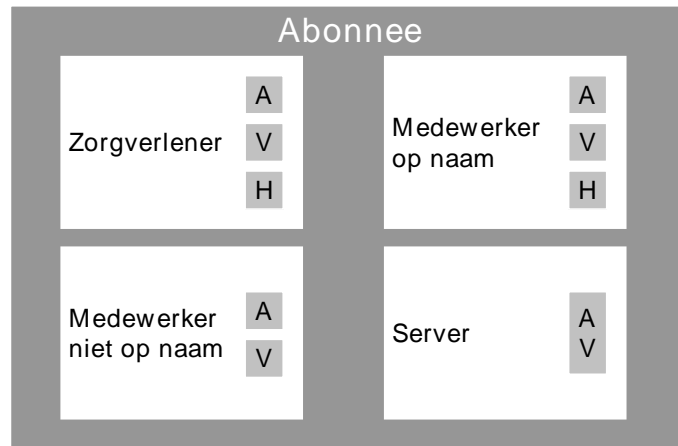 Abonnee
Zorgverlener
A
V
H
Medewerker
op naam
A
V
H
Medewerker
niet op naam
A
V
Server
A
V